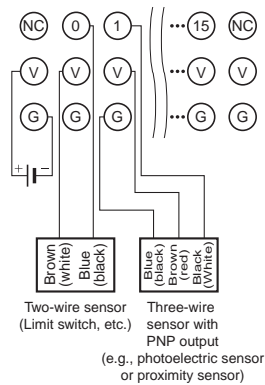 NC 0 1 ••• 15 NC
V V V ••• V V
G G G ••• G G
+ −
Brown
(white)
Blue
(black)
Blue
(black)
Brown
(red)
Black
(White)
Two-wire sensor
(Limit switch, etc.)
Three-wire
sensor with
PNP output
(e.g., photoelectric sensor
or proximity sensor)